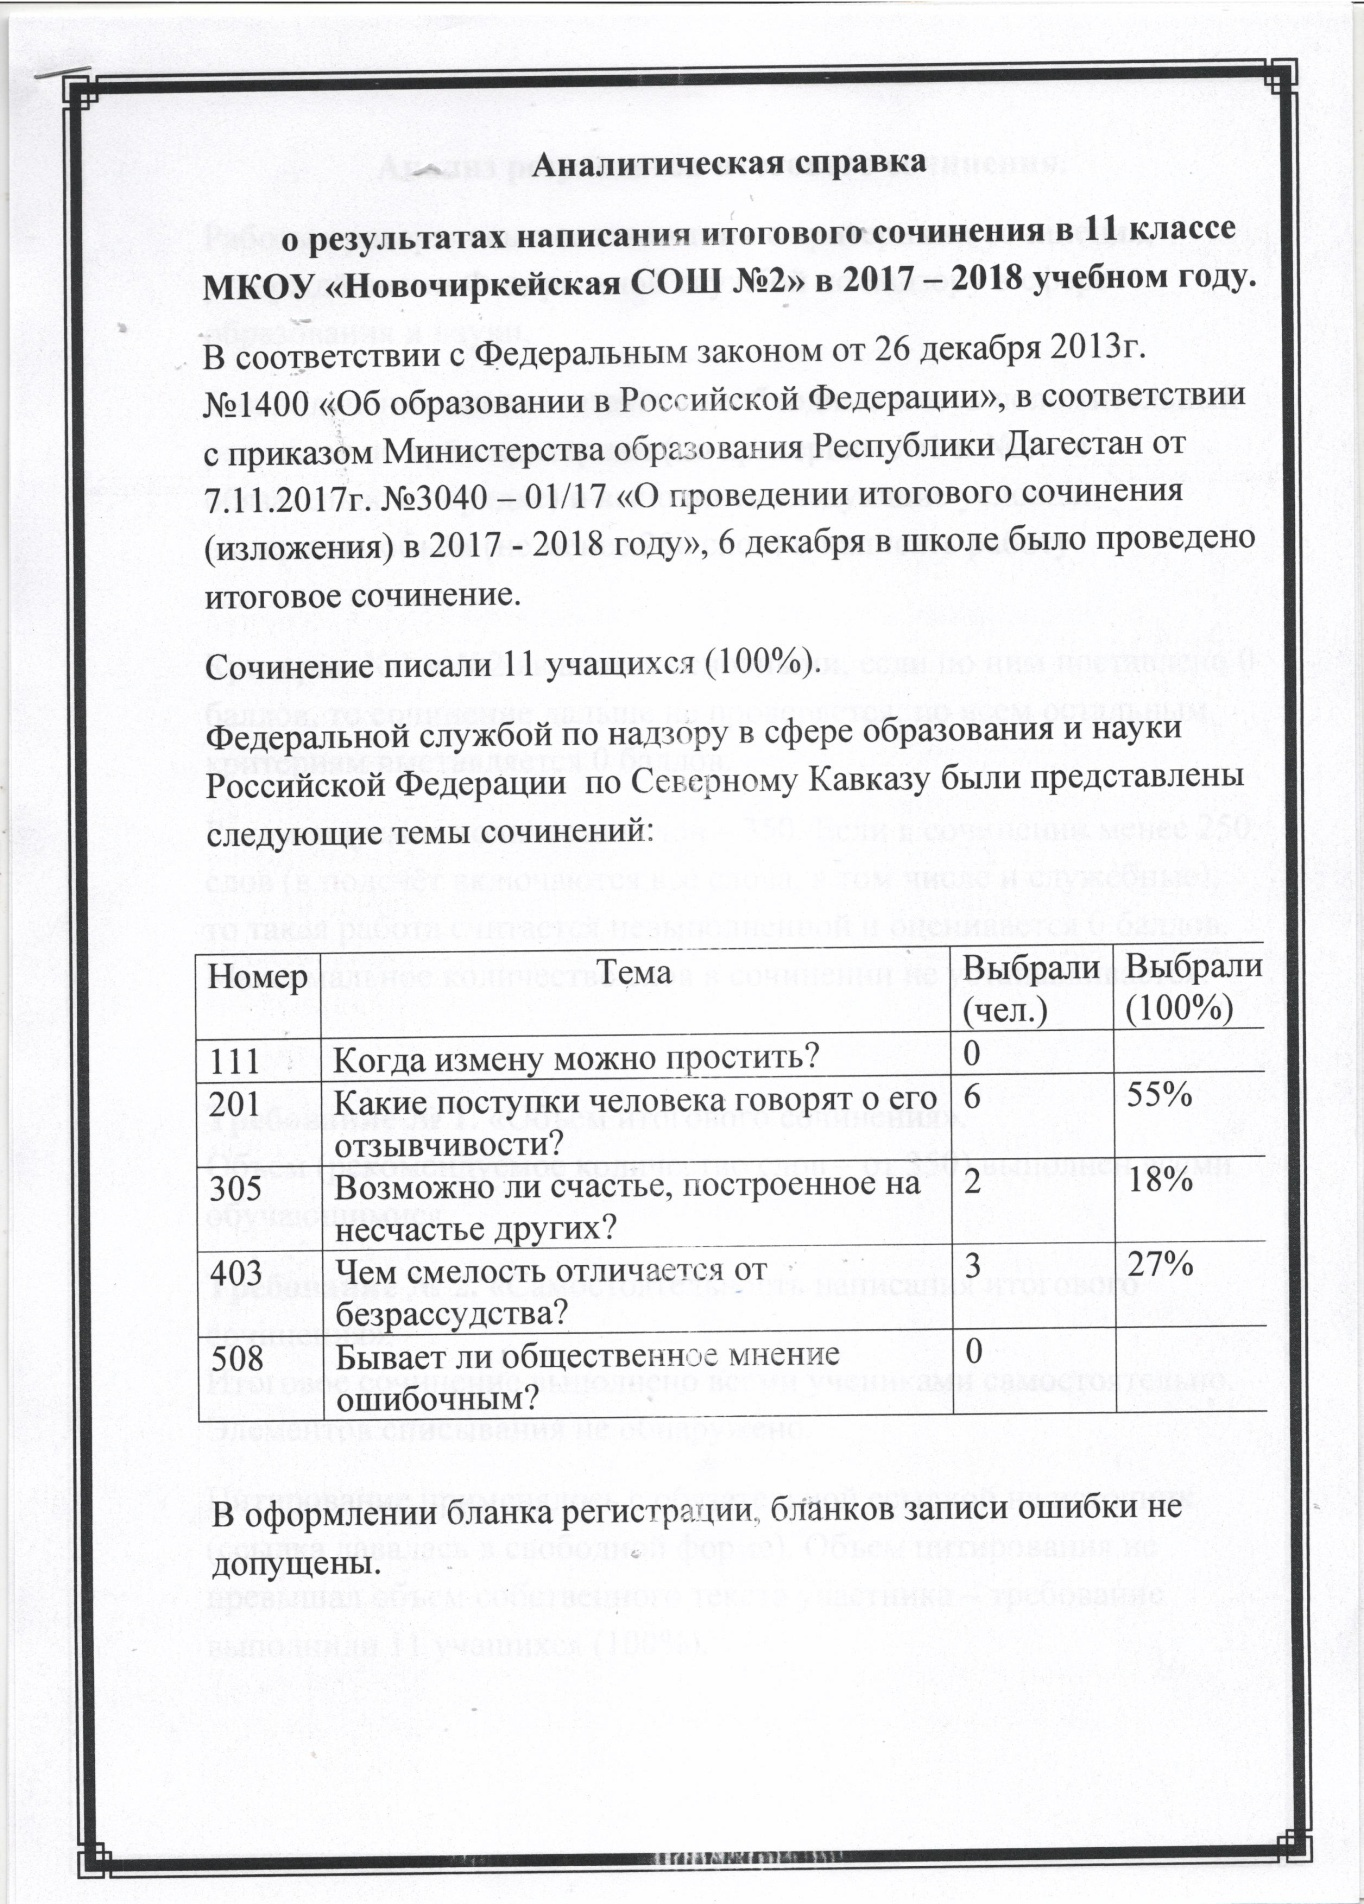 Аналитическая справка
о результатах написания итогового сочинения в 11 классе
МКОУ «Новочиркейская СОШ №2» в 2017 – 2018 учебном году.
В соответствии с Федеральным законом от 26 декабря 2013г.
№1400 «Об образовании в Российской Федерации», в соответствии
с приказом Министерства образования Республики Дагестан от
7.11.2017г. №3040 – 01/17 «О проведении итогового сочинения
(изложения) в 2017 - 2018 году», 6 декабря в школе было проведено
итоговое сочинение.
Сочинение писали 11 учащихся (100%).
Федеральной службой по надзору в сфере образования и науки
Российской Федерации по Северному Кавказу были представлены
следующие темы сочинений:
Номер Тема Выбрали (чел.) Выбрали (100%)
111 Когда измену можно простить? 0
201 Какие поступки человека говорят о его 6 55%
отзывчивости?
305 Возможно ли счастье, построенное на 2 18%
несчастье других?
403 Чем смелость отличается от 3 27%
безрассудства?
508 Бывает ли общественное мнение 0
ошибочным?
В оформлении бланка регистрации, бланков записи ошибки не
допущены.